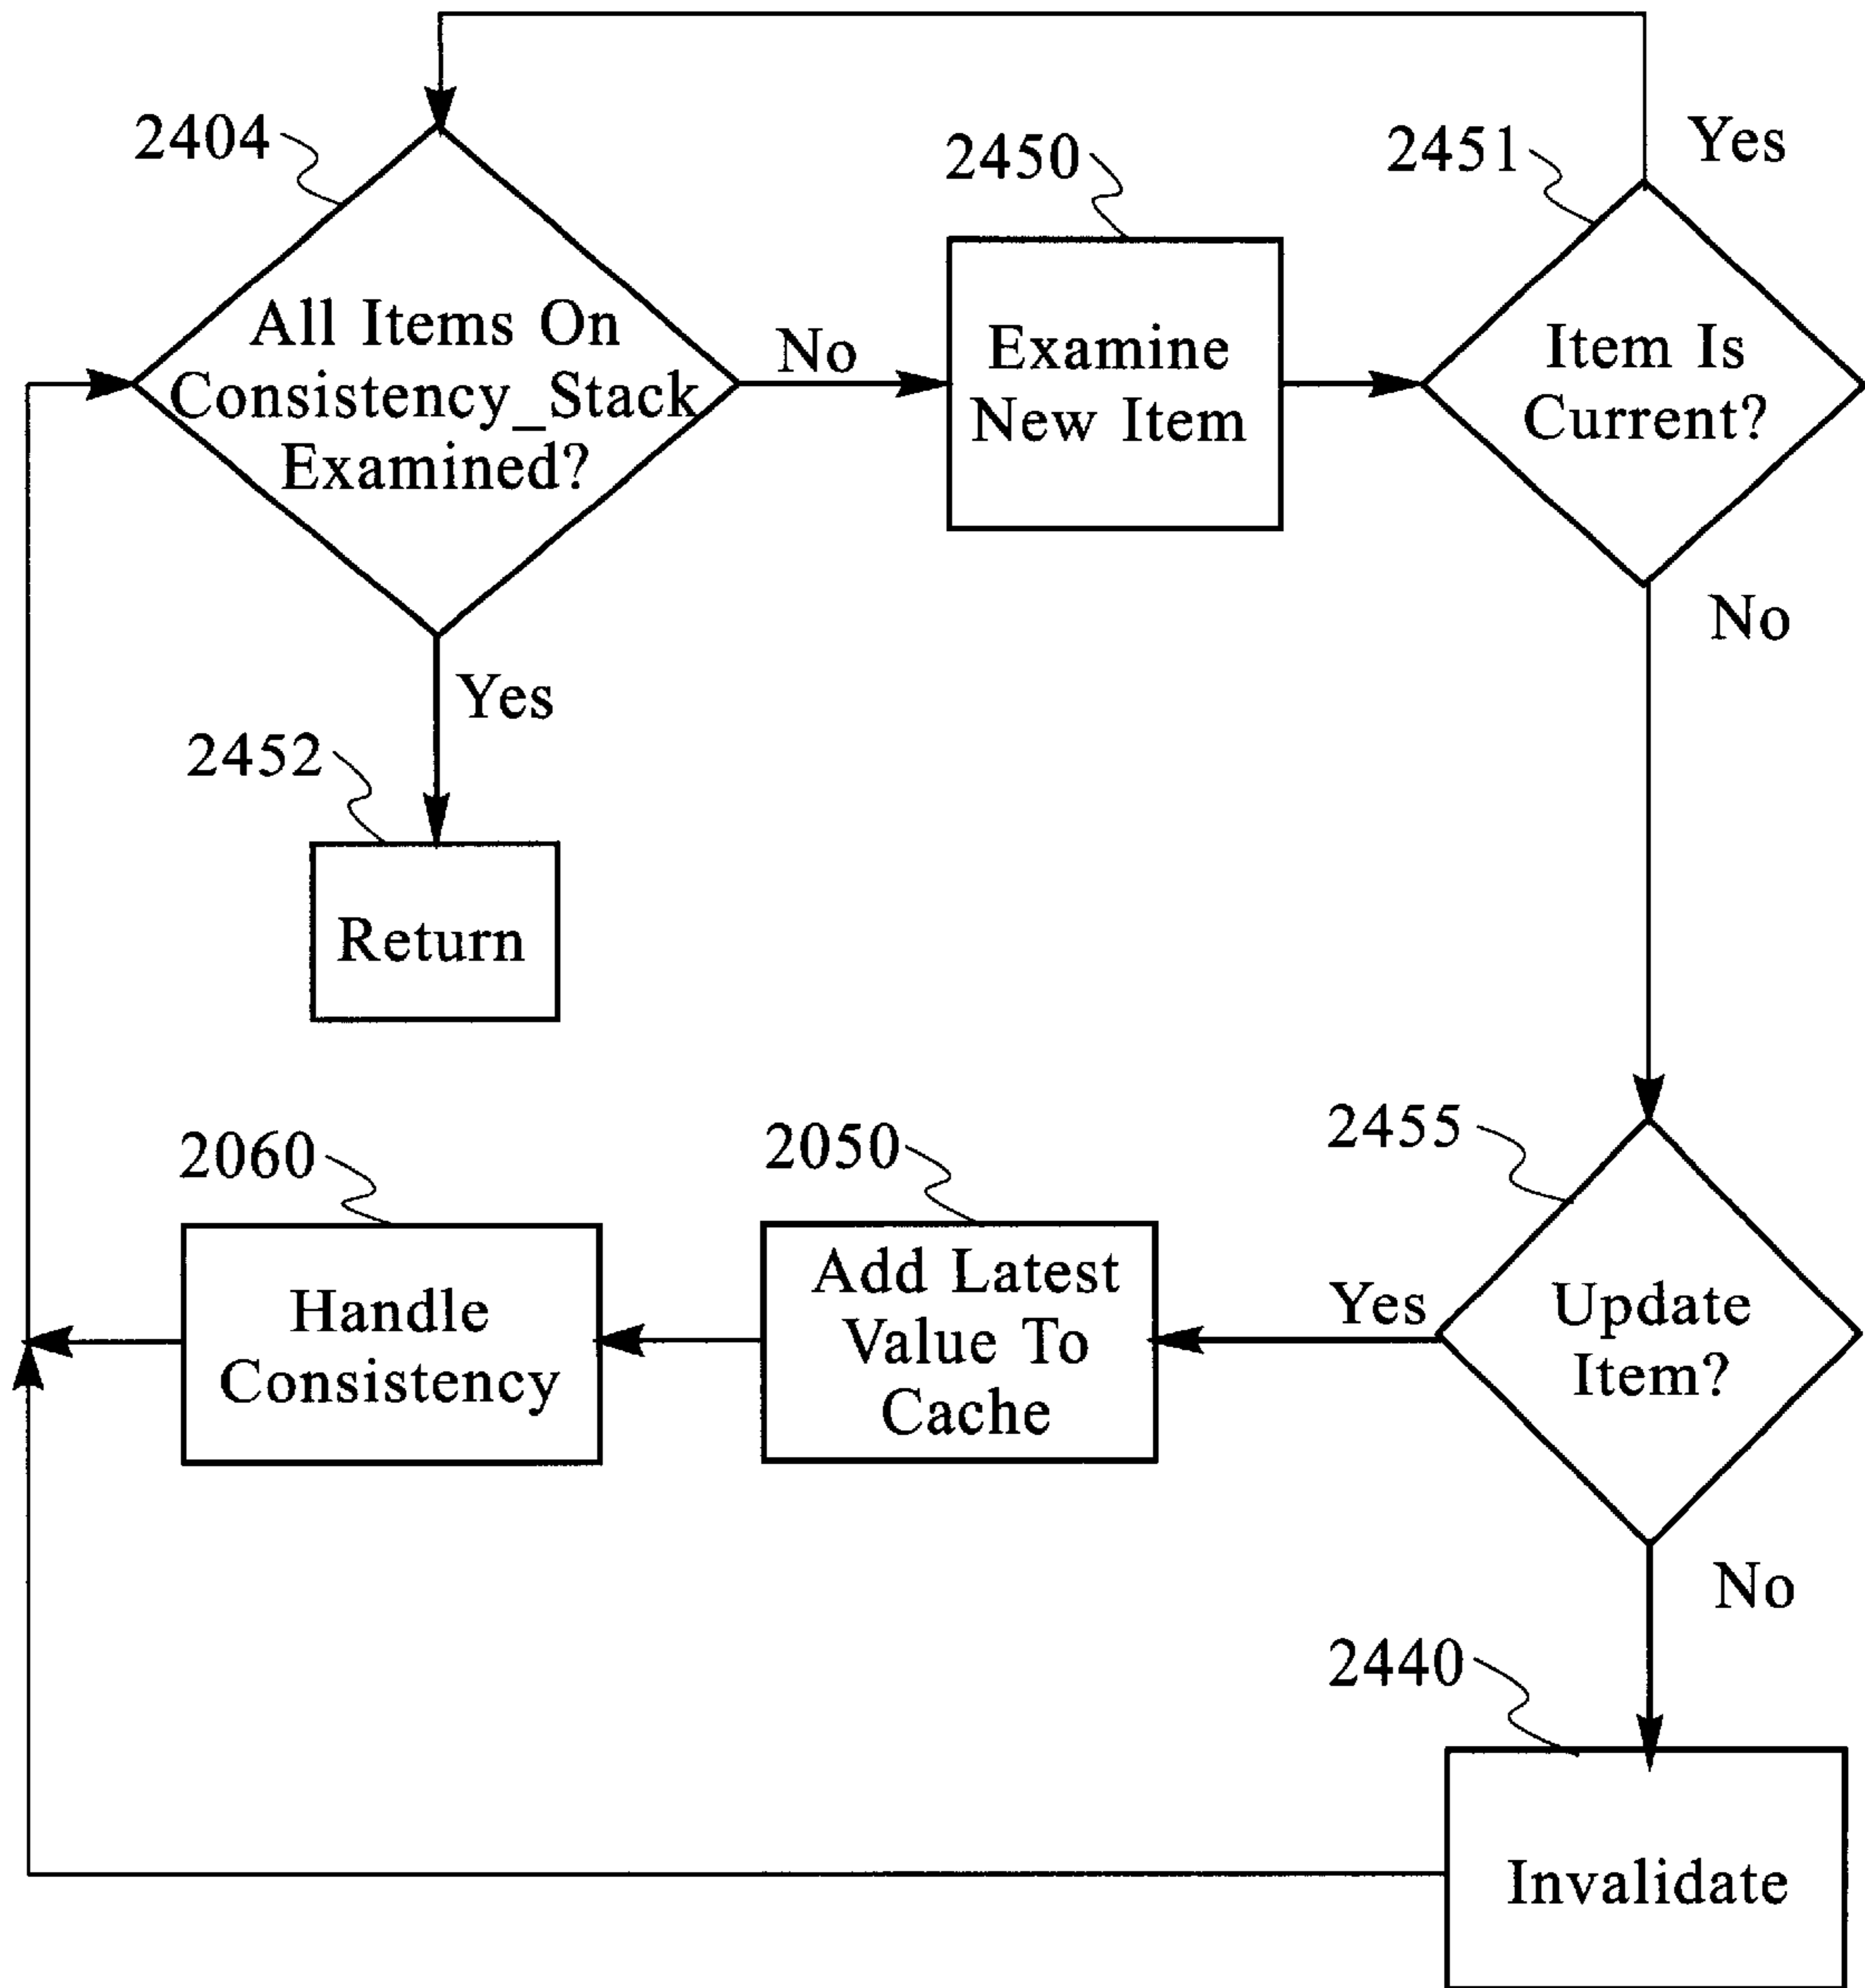 2404
All Items On
Consistency_Stack
Examined?
No
2450
Examine
New Item
2451
Yes
Item Is
Current?
No
Yes
2452
Return
2455
Update
Item?
Yes
2050
Add Latest
Value To
Cache
2060
Handle
Consistency
No
2440
Invalidate